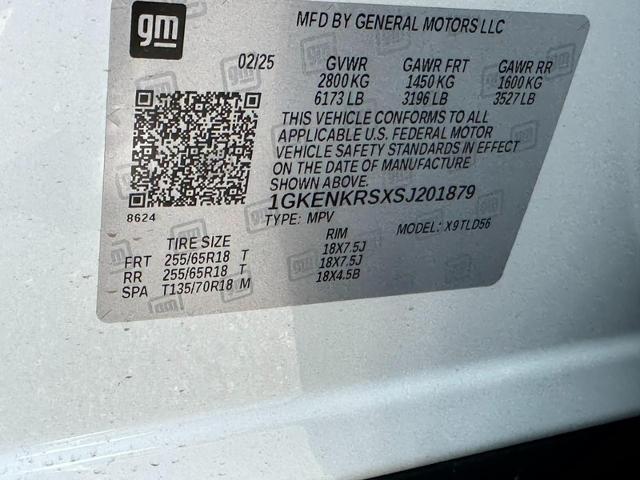 gm
MFD BY GENERAL MOTORS LLC
02/25 GVWR GAWR FRT GAWR RR
2800 KG 1450 KG 1600 KG
6173 LB 3196 LB 3527 LB
THIS VEHICLE CONFORMS TO ALL
APPLICABLE U.S. FEDERAL MOTOR
VEHICLE SAFETY STANDARDS IN EFFECT
ON THE DATE OF MANUFACTURE
SHOWN ABOVE.
1GKENKRSXSJ201879
8624
TYPE: MPV MODEL: X9TLD56
TIRE SIZE RIM
FRT 255/65R18 T 18X7.5J
RR 255/65R18 T 18X7.5J
SPA T135/70R18 M 18X4.5B